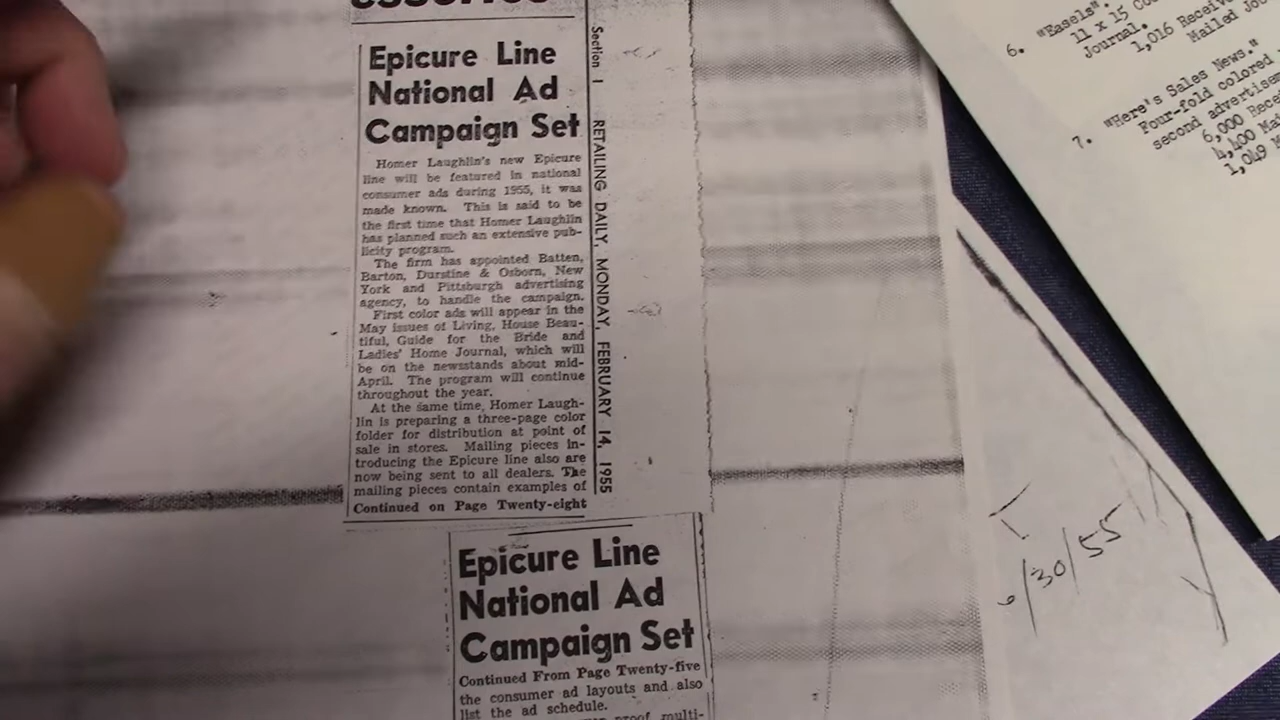 Epicure Line
National Ad
Campaign Set
Homer Laughlin's new Epicure
line will be featured in national
consumer ads during 1955, it was
made known. This is said to be
the first time that Homer Laughlin
has planned such an extensive pub-
licity program.
The firm has appointed Batten,
Barton, Durstine & Osborn, New
York and Pittsburgh advertising
agency, to handle the campaign.
First color ads will appear in the
May issues of Living, House Beau-
tiful, Guide for the Bride and
Ladies' Home Journal, which will
be on the newsstands about mid-
April. The program will continue
throughout the year.
At the same time, Homer Laugh-
lin is preparing a three-page color
folder for distribution at point of
sale in stores. Mailing pieces in-
troducing the Epicure line also are
now being sent to all dealers. The
mailing pieces contain examples of
Continued on Page Twenty-eight
Section 1 RETAILING DAILY, MONDAY, FEBRUARY 14, 1955
Epicure Line
National Ad
Campaign Set
Continued From Page Twenty-five
the consumer ad layouts and also
list the ad schedule.
proof multi-
6. "Easels".
11 x 15
Journal.
1,016
Mailed
7. "Here's Sales News."
Four-fold colored
second
6,000
4,400
1,049
6/30/55